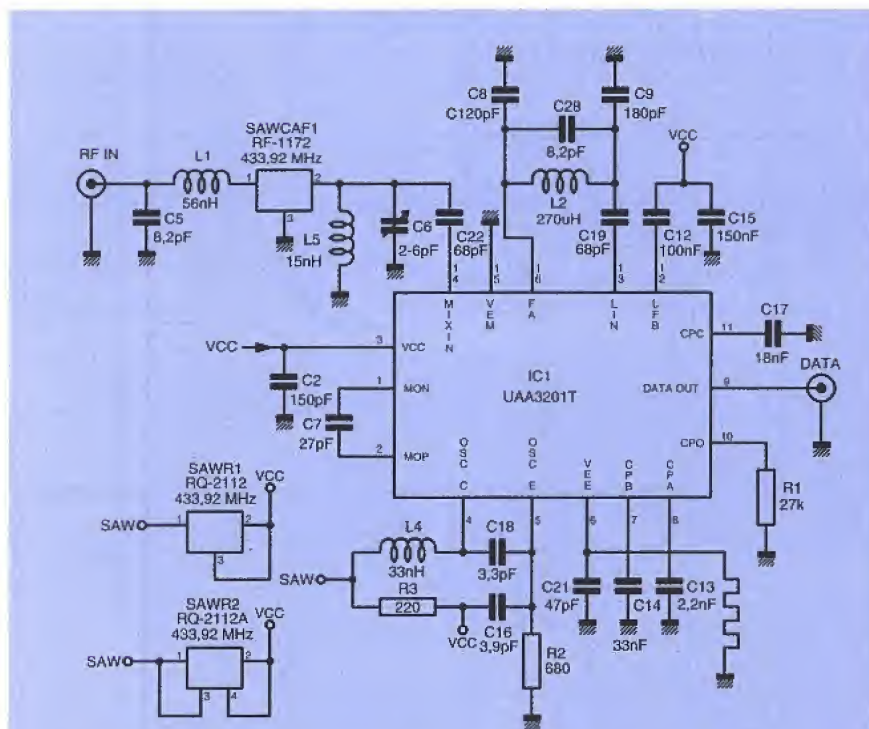 C8
C120pF
C9
180pF
C28
8,2pF
VCC
SAWCAF1
RF-1172
433,92 MHz
RF IN
L1
56nH
1
2
3
C5
8,2pF
L5
15nH
C6
2-6pF
C22
68pF
L2
270uH
C19
68pF
C12
100nF
C15
150nF
14
15
16
13
12
MIXIN
VEM
FA
LIN
LFB
CPC
11
C17
18nF
VCC
3
VCC
IC1
UAA3201T
DATA
C2
150pF
1
MON
DATA OUT
9
C7
27pF
2
MOP
OSC C
OSC E
VEE
CPB
CPA
CPO
10
R1
27k
SAWR1
RQ-2112
433,92 MHz
VCC
SAW
1
2
3
4
5
6
7
8
L4
33nH
C18
3,3pF
SAW
R3
220
VCC
C16
3,9pF
R2
680
C21
47pF
C14
33nF
C13
2,2nF
SAWR2
RQ-2112A
433,92 MHz
VCC
SAW
1
2
3
4